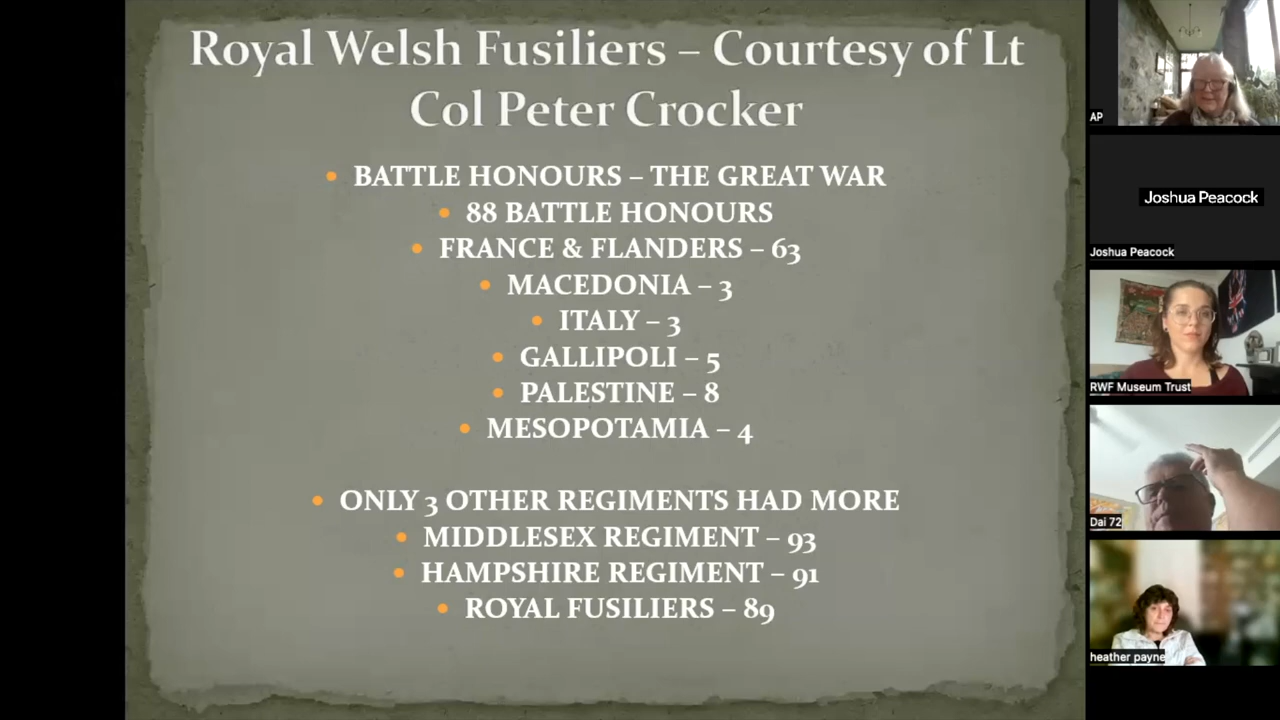 Royal Welsh Fusiliers – Courtesy of Lt
Col Peter Crocker
• BATTLE HONOURS – THE GREAT WAR
• 88 BATTLE HONOURS
• FRANCE & FLANDERS – 63
• MACEDONIA – 3
• ITALY – 3
• GALLIPOLI – 5
• PALESTINE – 8
• MESOPOTAMIA – 4
• ONLY 3 OTHER REGIMENTS HAD MORE
• MIDDLESEX REGIMENT – 93
• HAMPSHIRE REGIMENT – 91
• ROYAL FUSILIERS – 89
AP
Joshua Peacock
Joshua Peacock
RWF Museum Trust
Dai 72
heather payne